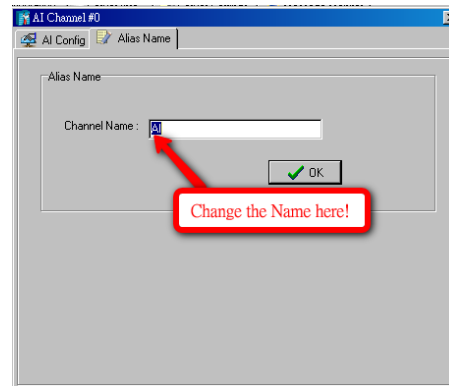 AI Channel #0
AI Config Alias Name
Alias Name
Channel Name : AI
OK
Change the Name here!